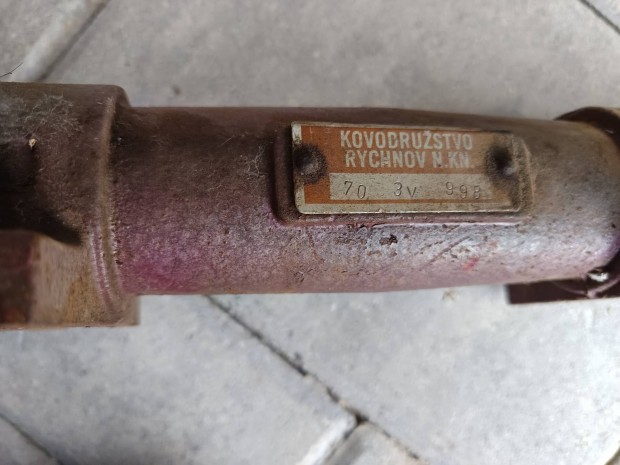 KOVODRUŽSTVO
RYCHNOV N.KN.
70 3V 998